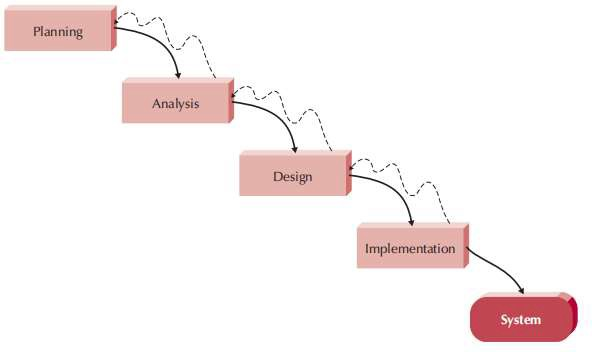 Planning
Analysis
Design
Implementation
System